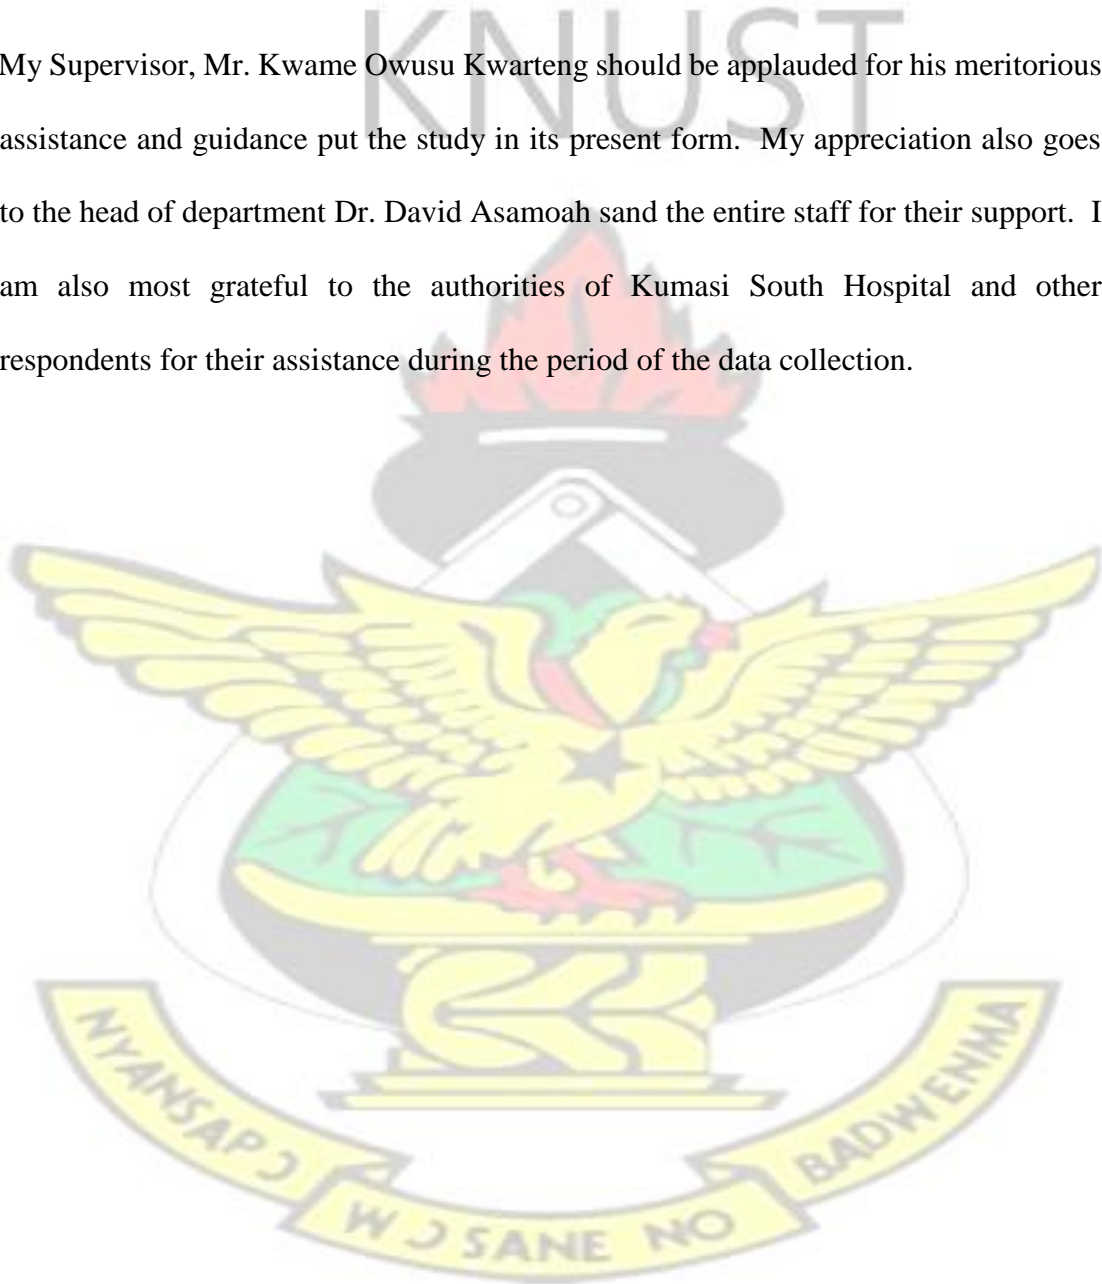 KNUST
My Supervisor, Mr. Kwame Owusu Kwarteng should be applauded for his meritorious
assistance and guidance put the study in its present form.  My appreciation also goes
to the head of department Dr. David Asamoah sand the entire staff for their support.  I
am also most grateful to the authorities of Kumasi South Hospital and other
respondents for their assistance during the period of the data collection.
NYANSAPƆ
WƆSANE NO
BADWENMA